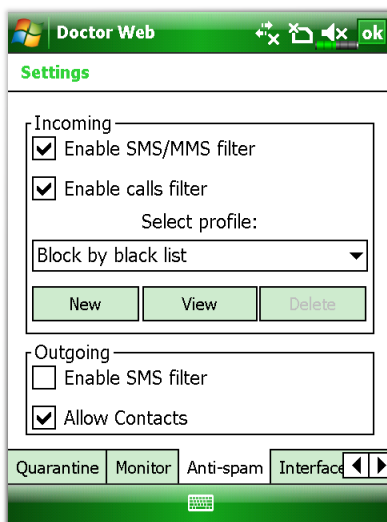 Doctor Web ok
Settings
Incoming
Enable SMS/MMS filter
Enable calls filter
Select profile:
Block by black list
New View Delete
Outgoing
Enable SMS filter
Allow Contacts
Quarantine Monitor Anti-spam Interface